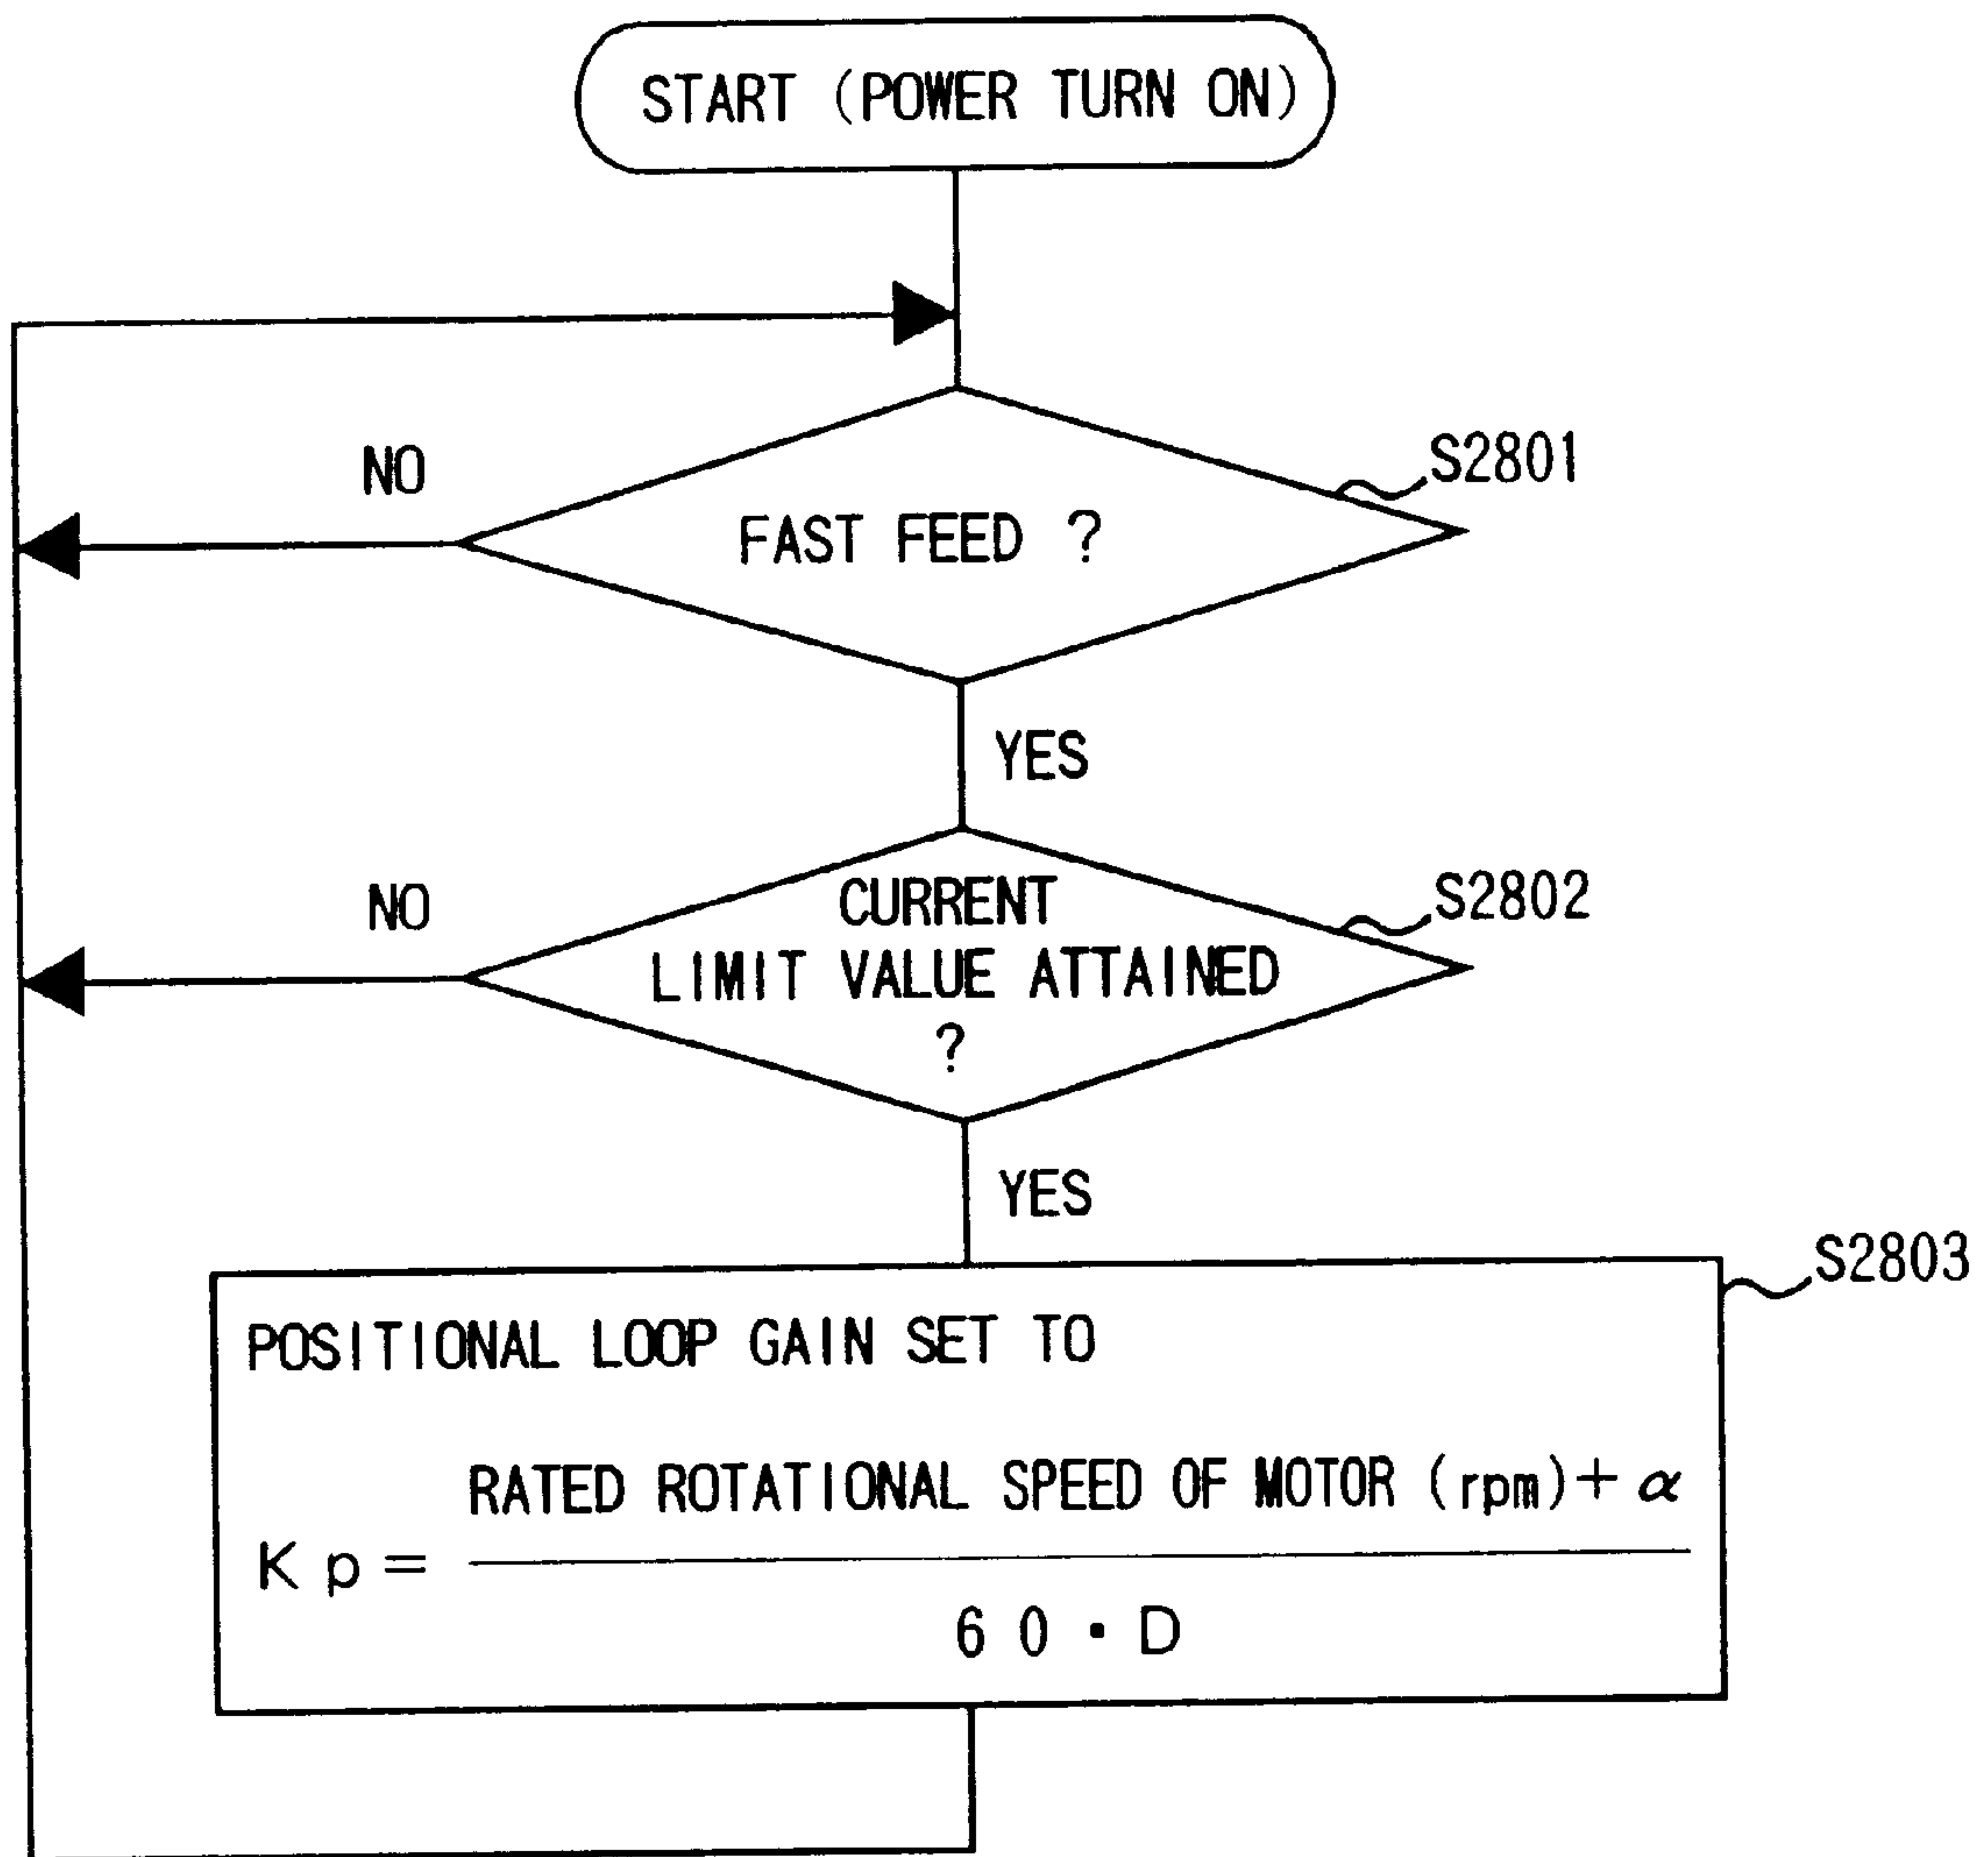 START (POWER TURN ON)
NO
S2801
FAST FEED ?
YES
NO
S2802
CURRENT
LIMIT VALUE ATTAINED
?
YES
S2803
POSITIONAL LOOP GAIN SET TO
RATED ROTATIONAL SPEED OF MOTOR (rpm)+ α
Kp=
60・D